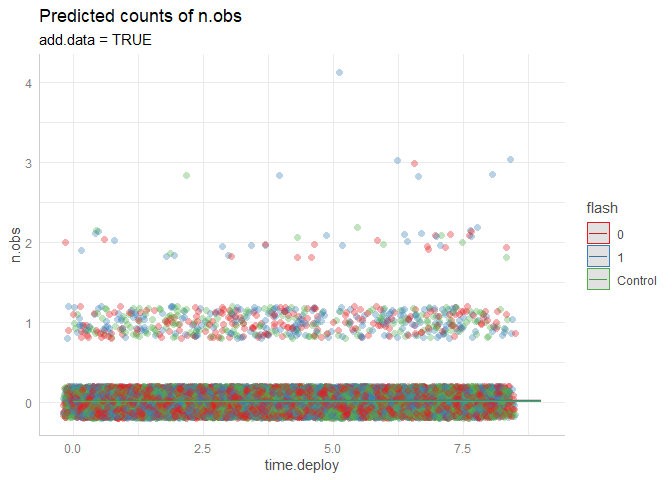 Predicted counts of n.obs
add.data = TRUE
4
3
2
1
0
n.obs
0.0 2.5 5.0 7.5
time.deploy
flash
0
1
Control